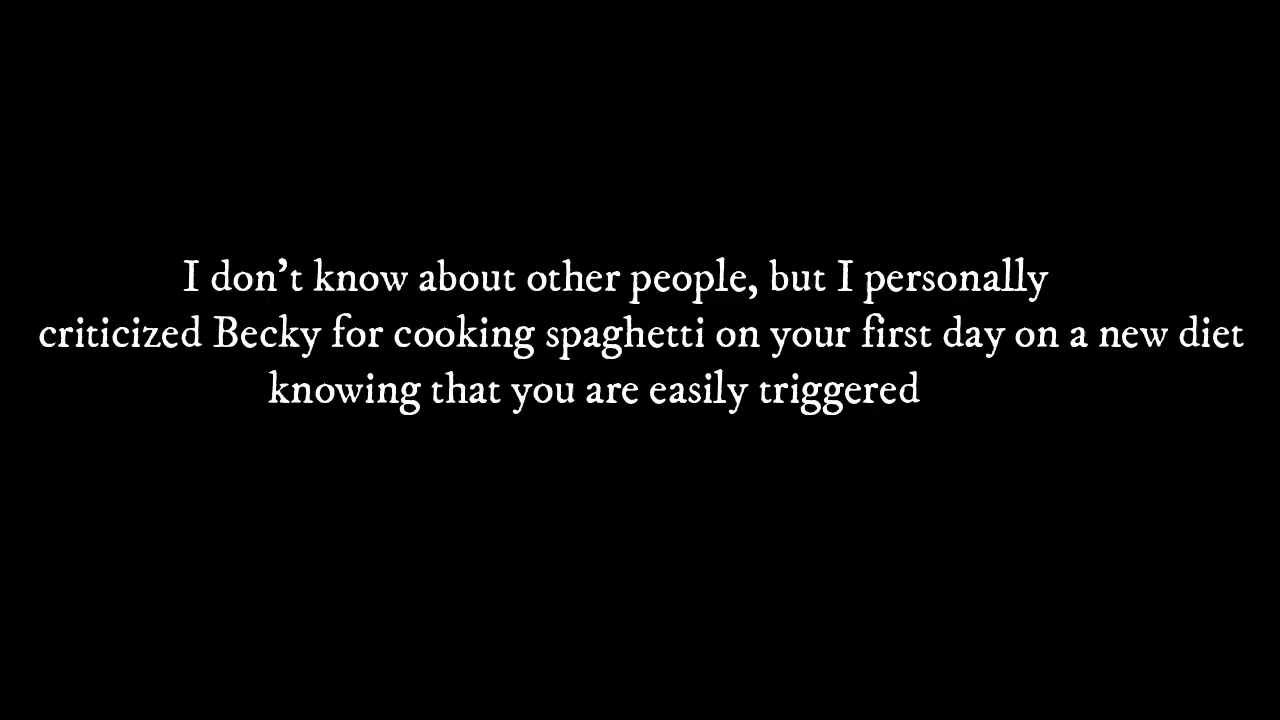 I don't know about other people, but I personally
criticized Becky for cooking spaghetti on your first day on a new diet
knowing that you are easily triggered